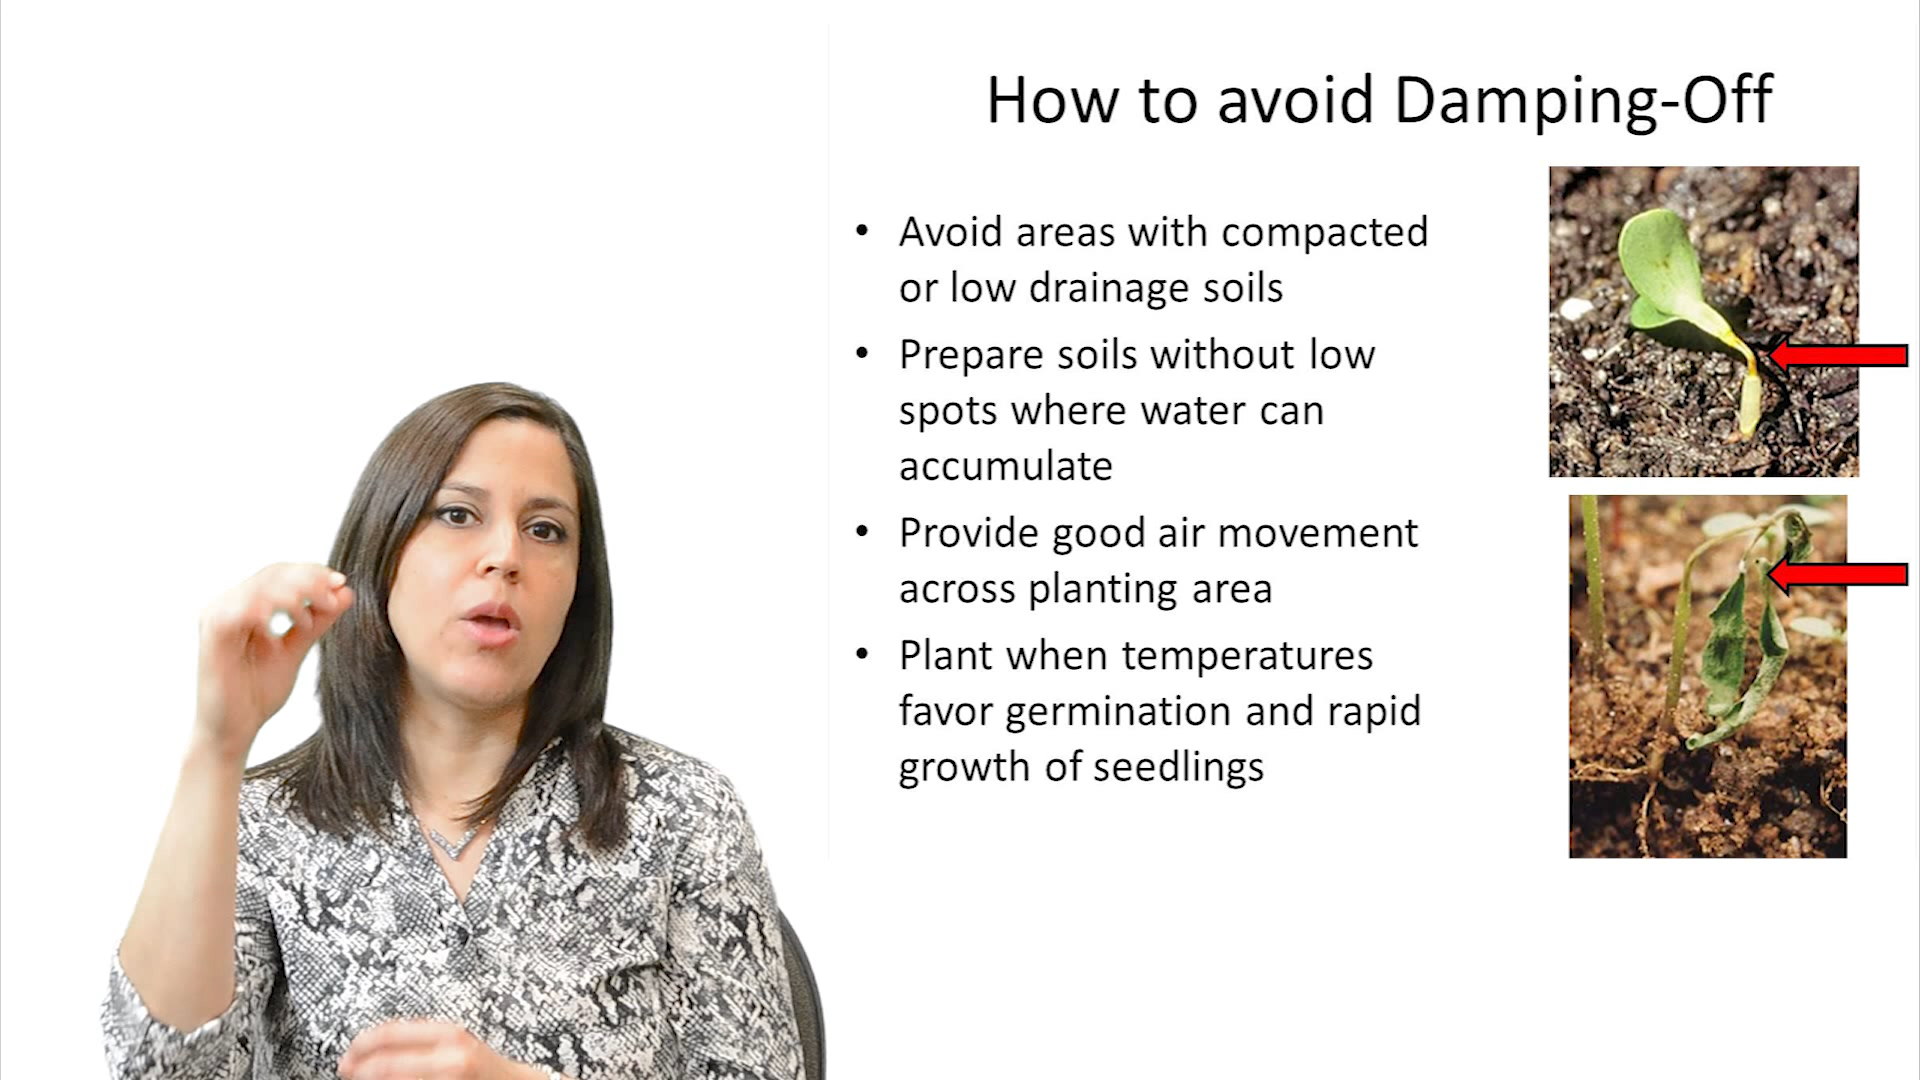 How to avoid Damping-Off
• Avoid areas with compacted
or low drainage soils
• Prepare soils without low
spots where water can
accumulate
• Provide good air movement
across planting area
• Plant when temperatures
favor germination and rapid
growth of seedlings